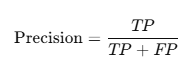 Precision = TP / (TP + FP)